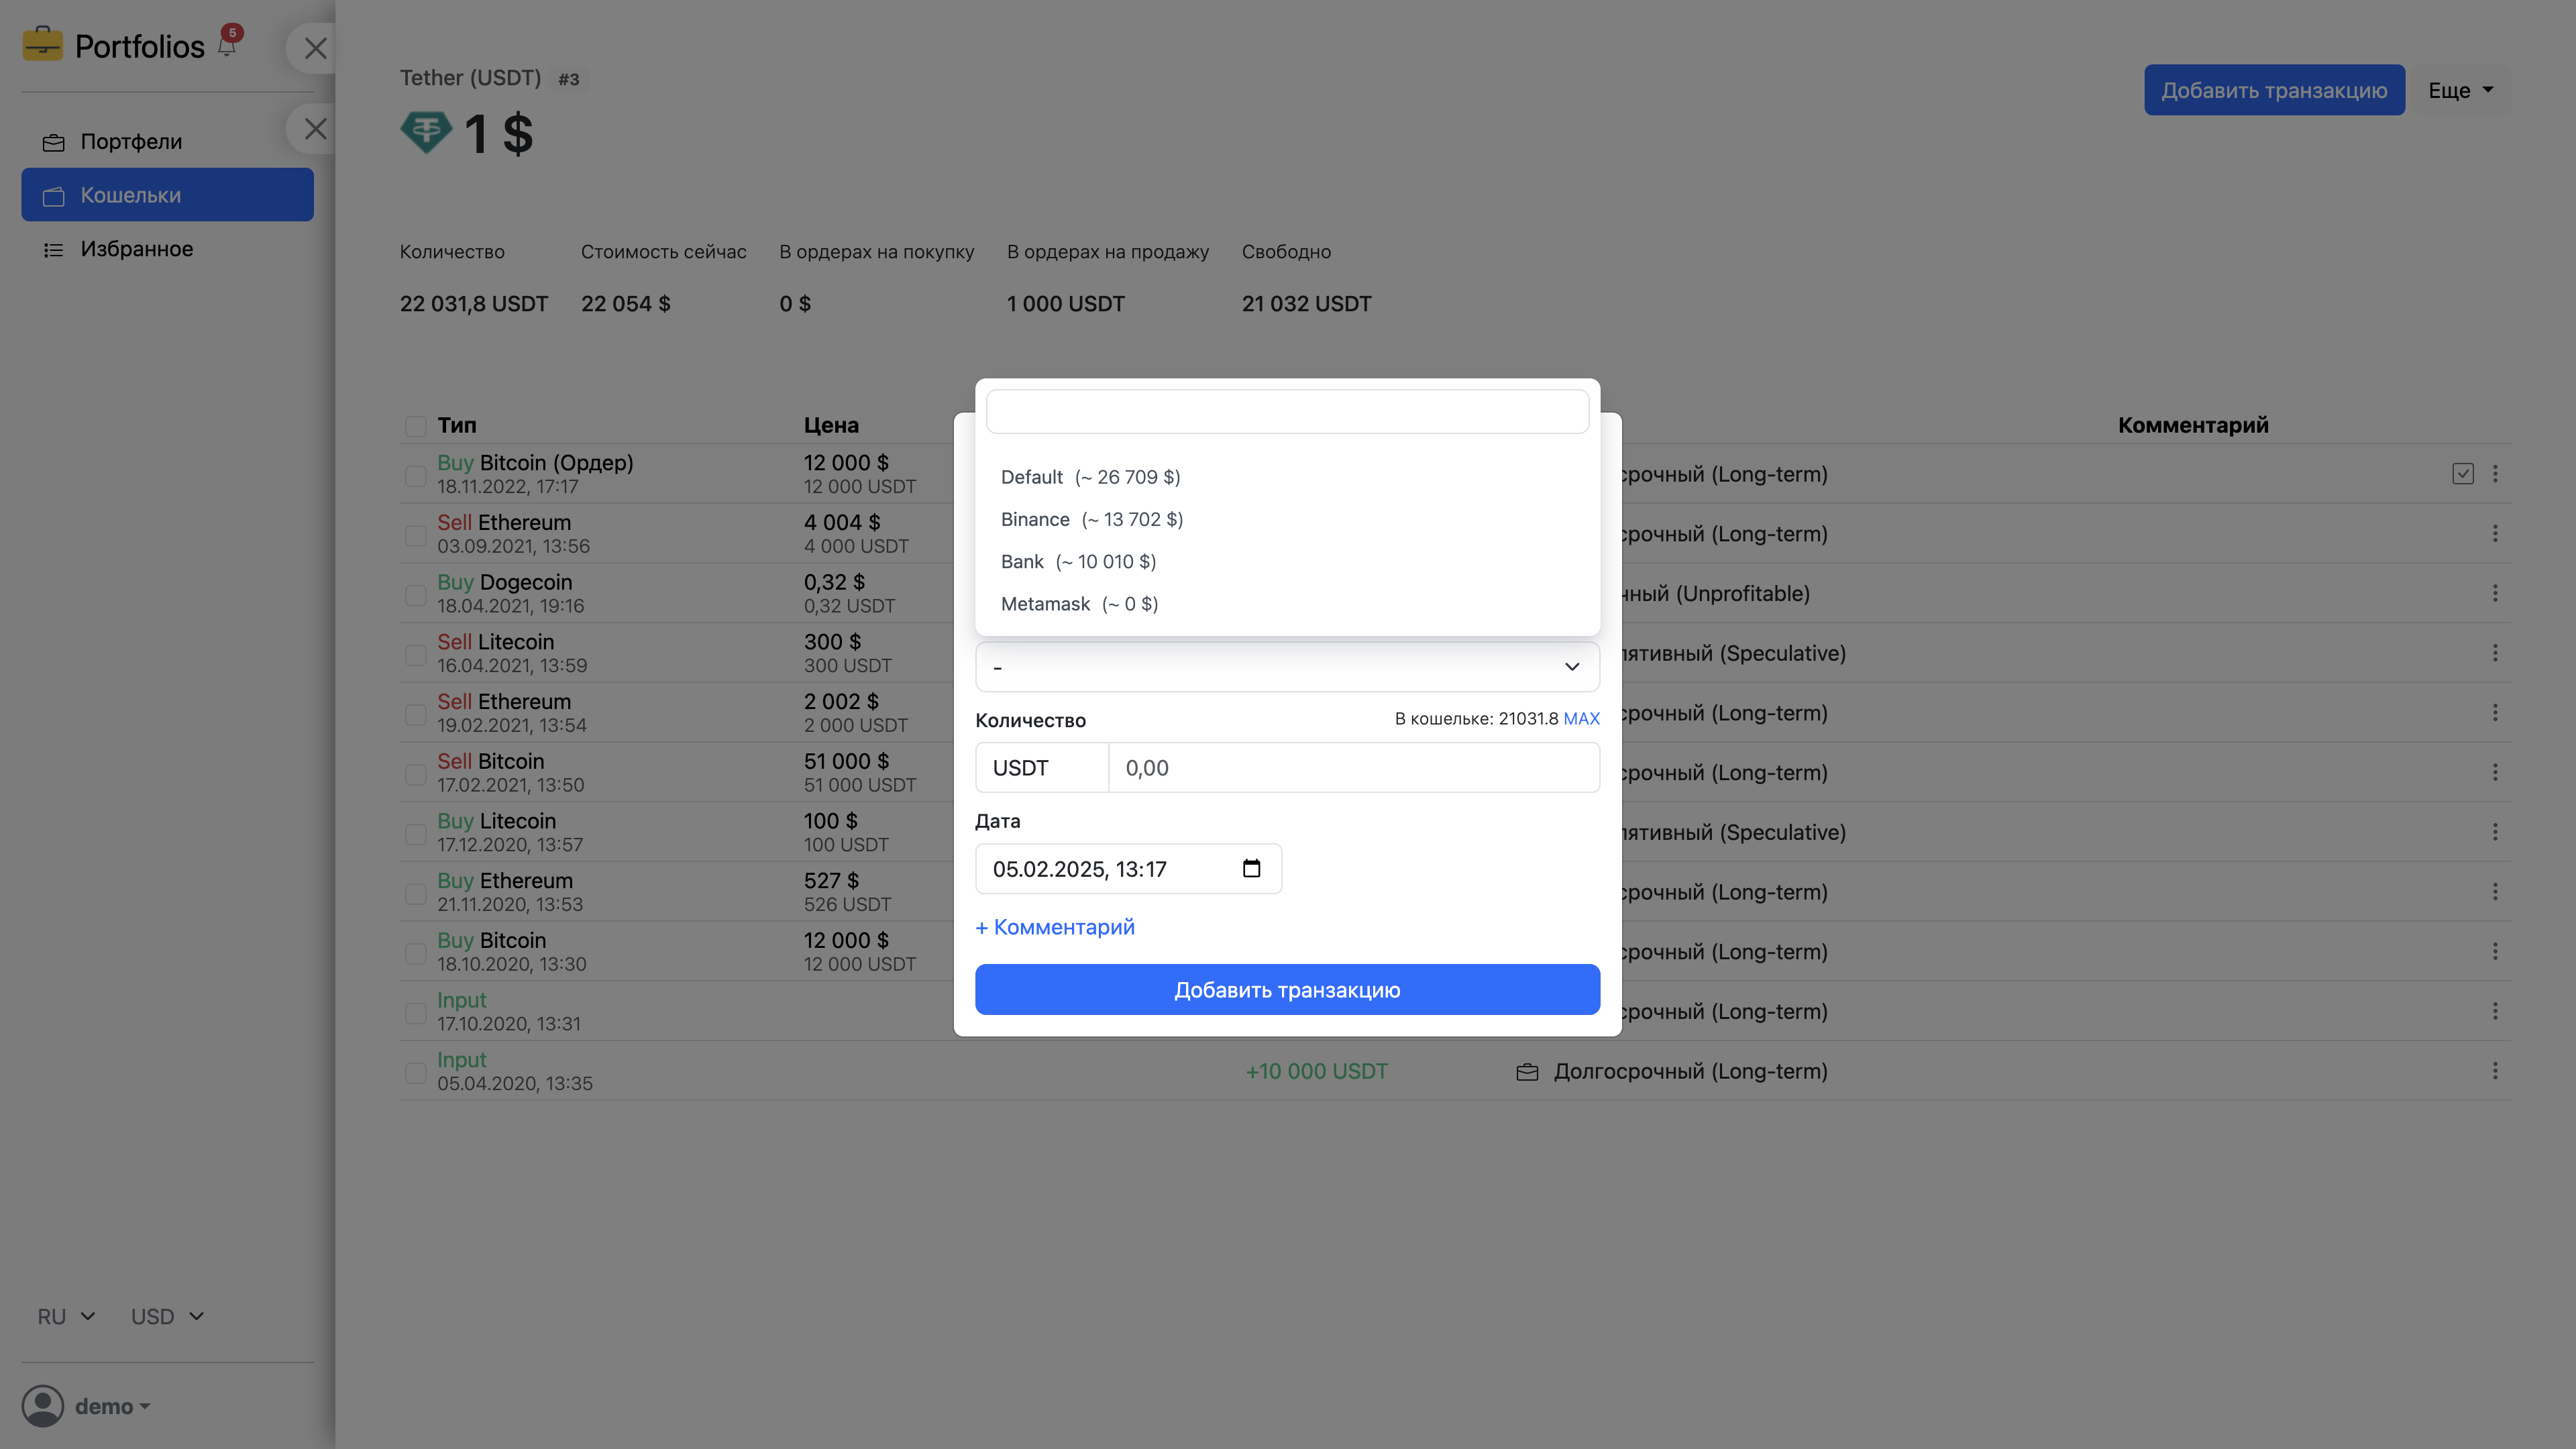 Portfolios
5
Портфели
Кошельки
Избранное
RU
USD
demo
Tether (USDT) #3
1 $
Добавить транзакцию
Еще
Количество
Стоимость сейчас
В ордерах на покупку
В ордерах на продажу
Свободно
22 031,8 USDT
22 054 $
0 $
1 000 USDT
21 032 USDT
Тип
Цена
Комментарий
Buy Bitcoin (Ордер)
18.11.2022, 17:17
12 000 $
12 000 USDT
срочный (Long-term)
Sell Ethereum
03.09.2021, 13:56
4 004 $
4 000 USDT
срочный (Long-term)
Buy Dogecoin
18.04.2021, 19:16
0,32 $
0,32 USDT
чный (Unprofitable)
Sell Litecoin
16.04.2021, 13:59
300 $
300 USDT
лятивный (Speculative)
Sell Ethereum
19.02.2021, 13:54
2 002 $
2 000 USDT
срочный (Long-term)
Sell Bitcoin
17.02.2021, 13:50
51 000 $
51 000 USDT
срочный (Long-term)
Buy Litecoin
17.12.2020, 13:57
100 $
100 USDT
лятивный (Speculative)
Buy Ethereum
21.11.2020, 13:53
527 $
526 USDT
срочный (Long-term)
Buy Bitcoin
18.10.2020, 13:30
12 000 $
12 000 USDT
срочный (Long-term)
Input
17.10.2020, 13:31
срочный (Long-term)
Input
05.04.2020, 13:35
+10 000 USDT
Долгосрочный (Long-term)
Default (~ 26 709 $)
Binance (~ 13 702 $)
Bank (~ 10 010 $)
Metamask (~ 0 $)
-
Количество
В кошельке: 21031.8 MAX
USDT
0,00
Дата
05.02.2025, 13:17
+ Комментарий
Добавить транзакцию